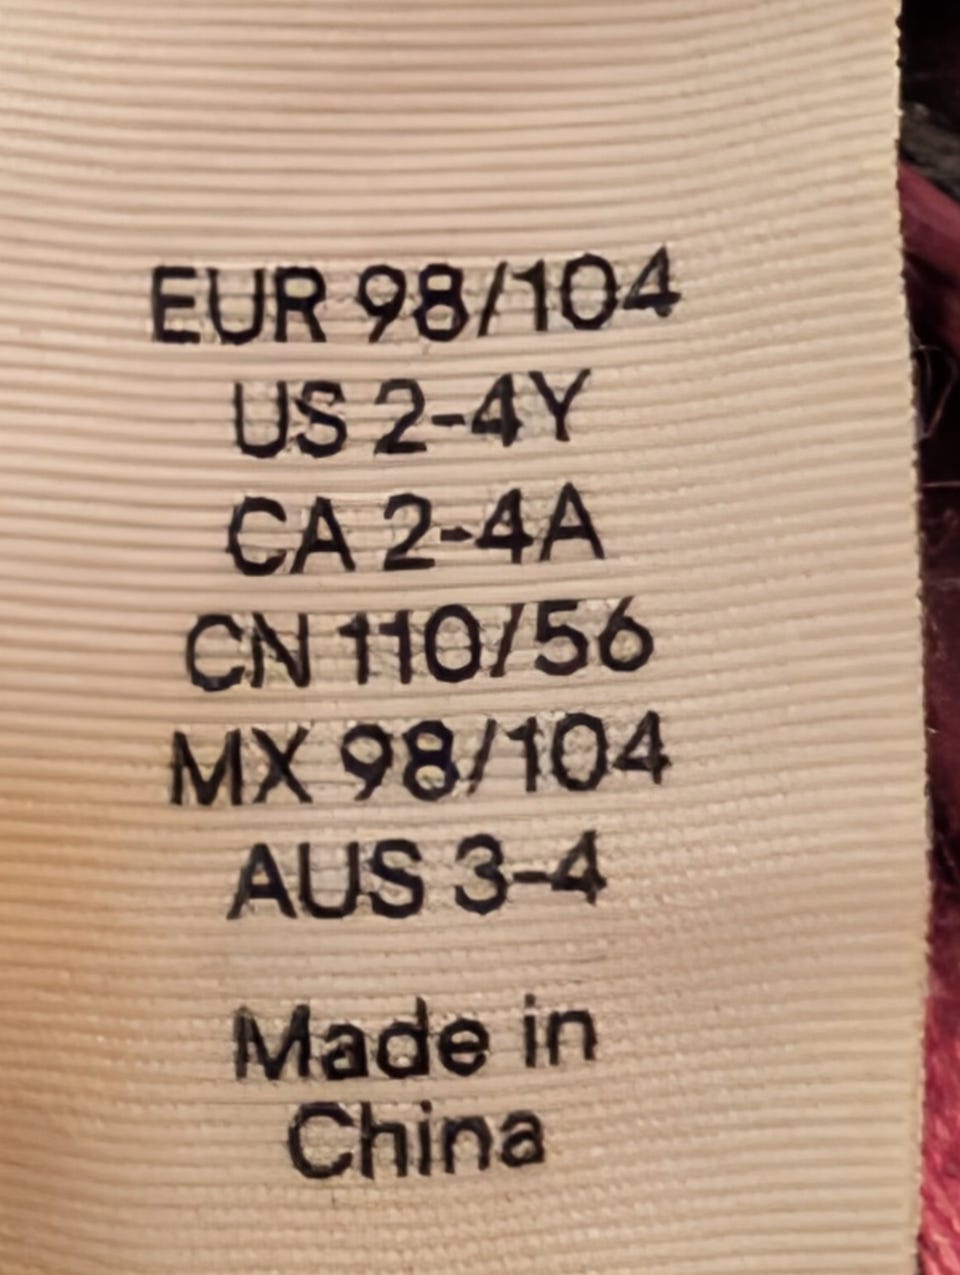 EUR 98/104
US 2-4Y
CA 2-4A
CN 110/56
MX 98/104
AUS 3-4
Made in
China